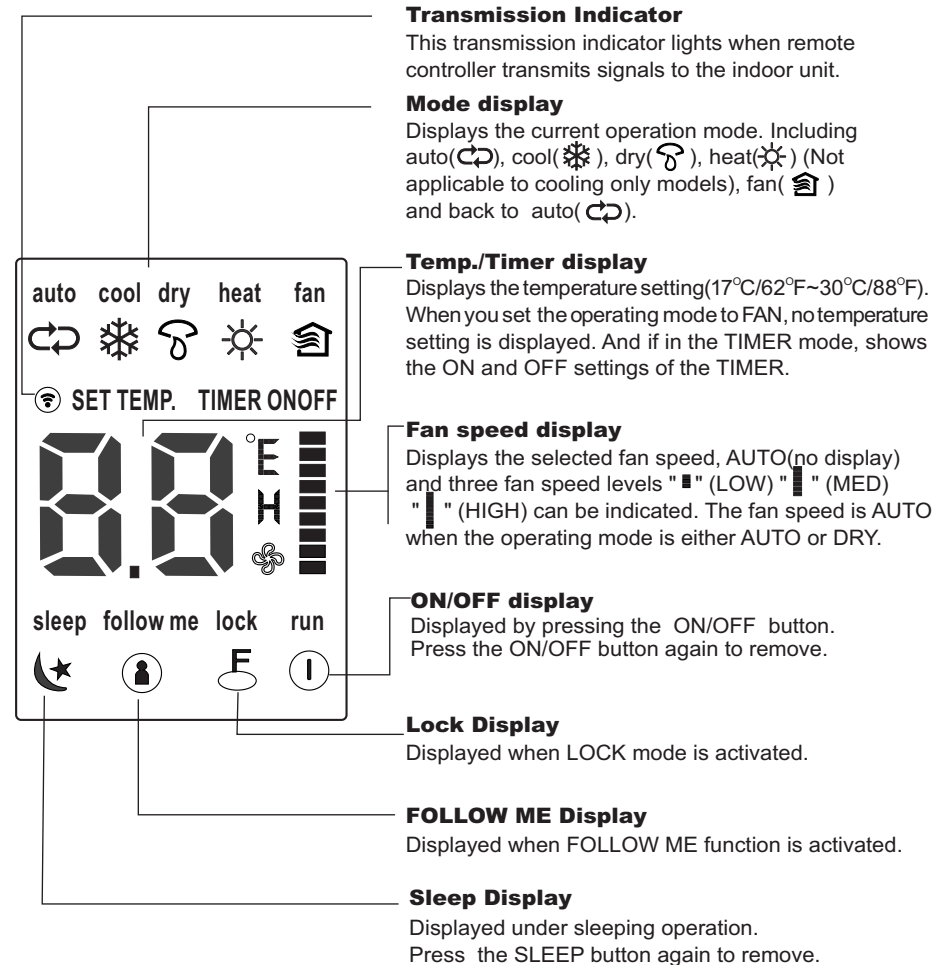 Transmission Indicator
This transmission indicator lights when remote
controller transmits signals to the indoor unit.
Mode display
Displays the current operation mode. Including
auto( ), cool( ), dry( ), heat( ) (Not
applicable to cooling only models), fan( )
and back to auto( ).
Temp./Timer display
Displays the temperature setting(17°C/62°F~30°C/88°F).
When you set the operating mode to FAN, no temperature
setting is displayed. And if in the TIMER mode, shows
the ON and OFF settings of the TIMER.
Fan speed display
Displays the selected fan speed, AUTO(no display)
and three fan speed levels " " (LOW) " " (MED)
" " (HIGH) can be indicated. The fan speed is AUTO
when the operating mode is either AUTO or DRY.
ON/OFF display
Displayed by pressing the ON/OFF button.
Press the ON/OFF button again to remove.
Lock Display
Displayed when LOCK mode is activated.
FOLLOW ME Display
Displayed when FOLLOW ME function is activated.
Sleep Display
Displayed under sleeping operation.
Press the SLEEP button again to remove.
auto cool dry heat fan
SET TEMP. TIMER ONOFF
8.8 °E
H
sleep follow me lock run